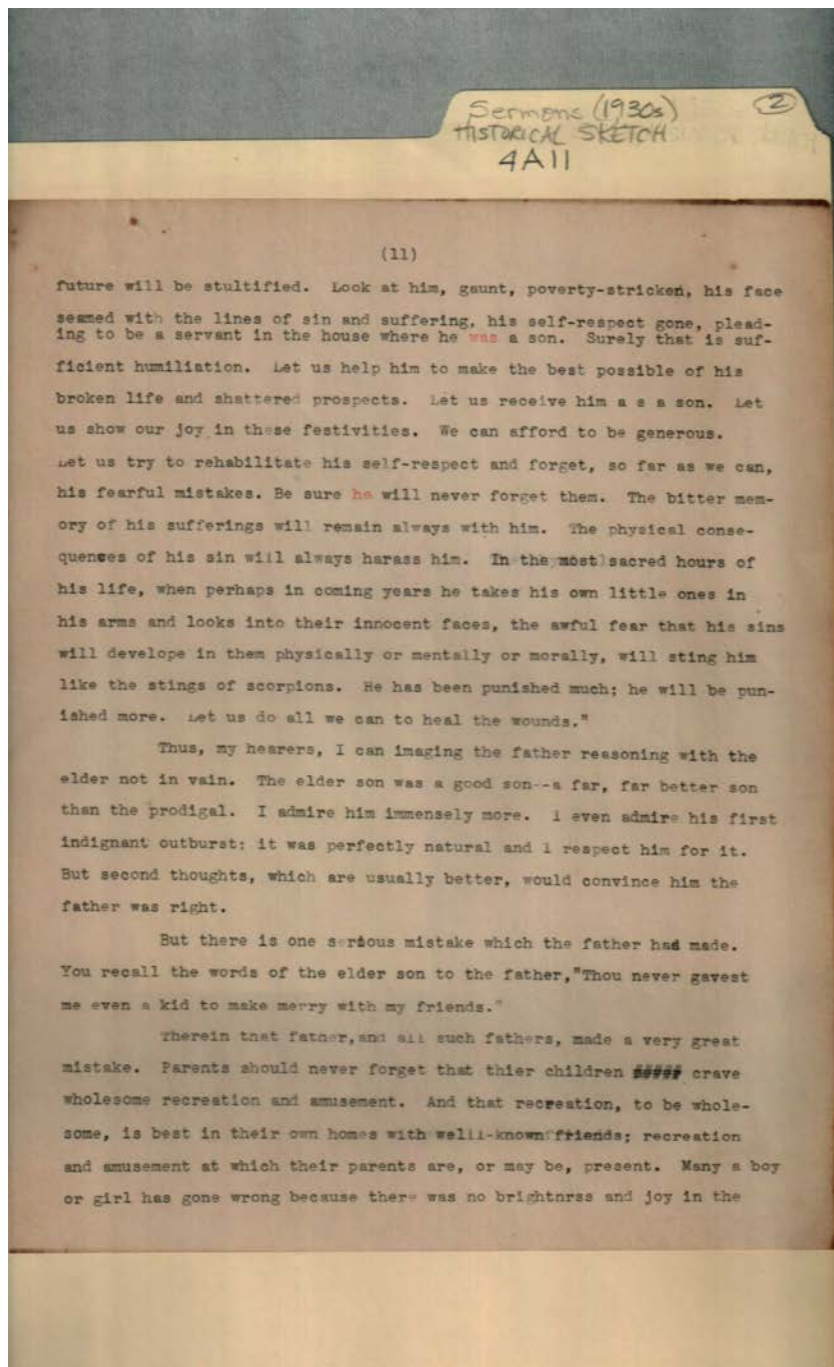 Sermons (1930s)
HISTORICAL SKETCH
4A11
2
(11)
future will be stultified. Look at him, gaunt, poverty-stricken, his face
seamed with the lines of sin and suffering, his self-respect gone, plead-
ing to be a servant in the house where he was a son. Surely that is suf-
ficient humiliation. Let us help him to make the best possible of his
broken life and shattered prospects. Let us receive him a s a son. Let
us show our joy in these festivities. We can afford to be generous.
Let us try to rehabilitate his self-respect and forget, so far as we can,
his fearful mistakes. Be sure he will never forget them. The bitter mem-
ory of his sufferings will remain always with him. The physical conse-
quences of his sin will always harass him. In the most sacred hours of
his life, when perhaps in coming years he takes his own little ones in
his arms and looks into their innocent faces, the awful fear that his sins
will develope in them physically or mentally or morally, will sting him
like the stings of scorpions. He has been punished much; he will be pun-
ished more. Let us do all we can to heal the wounds."
Thus, my hearers, I can imaging the father reasoning with the
elder not in vain. The elder son was a good son--a far, far better son
than the prodigal. I admire him immensely more. I even admire his first
indignant outburst: it was perfectly natural and I respect him for it.
But second thoughts, which are usually better, would convince him the
father was right.
But there is one serious mistake which the father had made.
You recall the words of the elder son to the father,"Thou never gavest
me even a kid to make merry with my friends."
Therein that father,and all such fathers, made a very great
mistake. Parents should never forget that thier children crave
wholesome recreation and amusement. And that recreation, to be whole-
some, is best in their own homes with well-known friends; recreation
and amusement at which their parents are, or may be, present. Many a boy
or girl has gone wrong because there was no brightnrss and joy in the